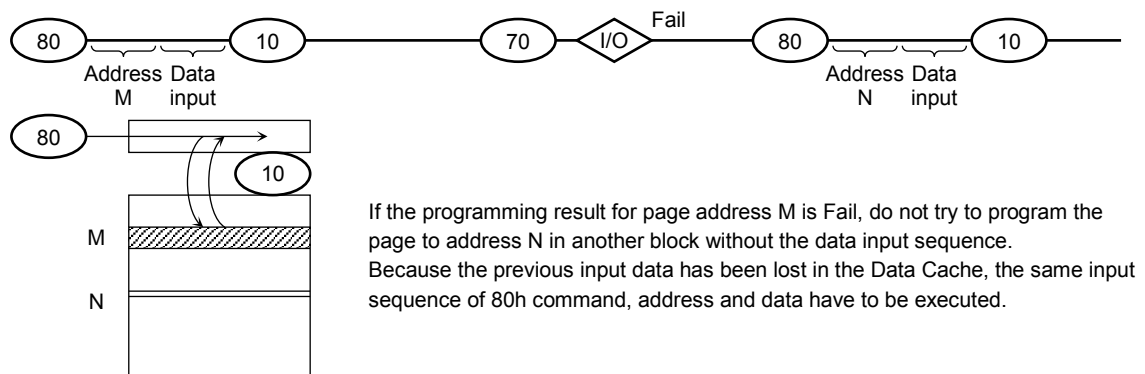 80 10 70 I/O Fail 80 10
Address M Data input Address N Data input
80
10
M
N
If the programming result for page address M is Fail, do not try to program the
page to address N in another block without the data input sequence.
Because the previous input data has been lost in the Data Cache, the same input
sequence of 80h command, address and data have to be executed.